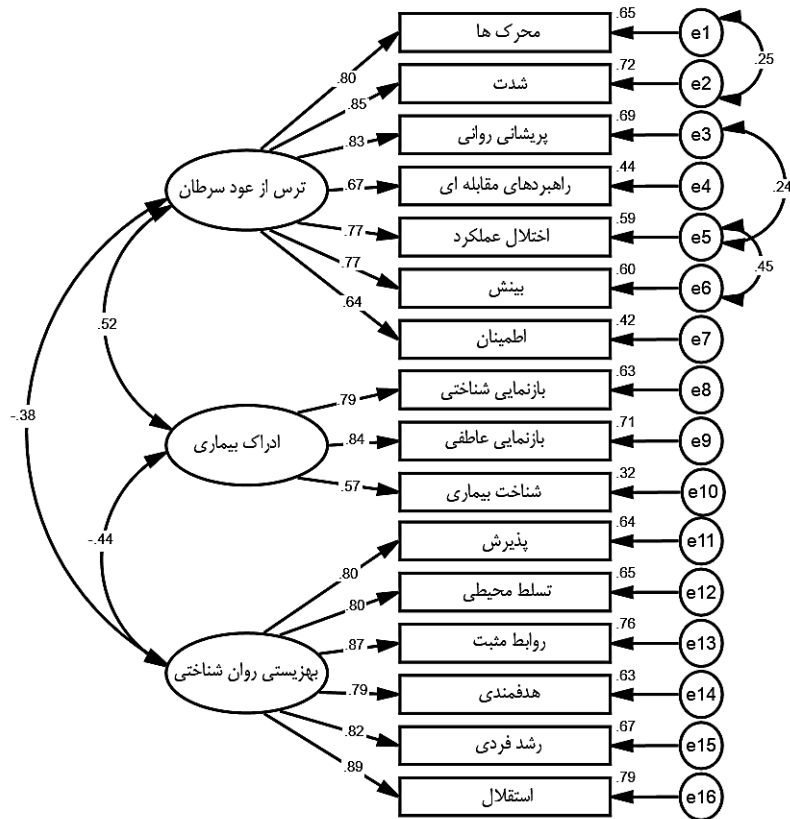 محرک ها
.65
e1
.80
.25
شدت
.72
e2
.85
پریشانی روانی
.69
e3
.83
ترس از عود سرطان
راهبردهای مقابله ای
.44
e4
.67
.24
اختلال عملکرد
.59
e5
.77
بینش
.60
e6
.77
.45
اطمینان
.42
e7
.64
.52
بازنمایی شناختی
.63
e8
.79
-.38
ادراک بیماری
بازنمایی عاطفی
.71
e9
.84
شناخت بیماری
.32
e10
.57
-.44
پذیرش
.64
e11
.80
تسلط محیطی
.65
e12
.80
روابط مثبت
.76
e13
.87
بهزیستی روان شناختی
هدفمندی
.63
e14
.79
رشد فردی
.67
e15
.82
استقلال
.79
e16
.89